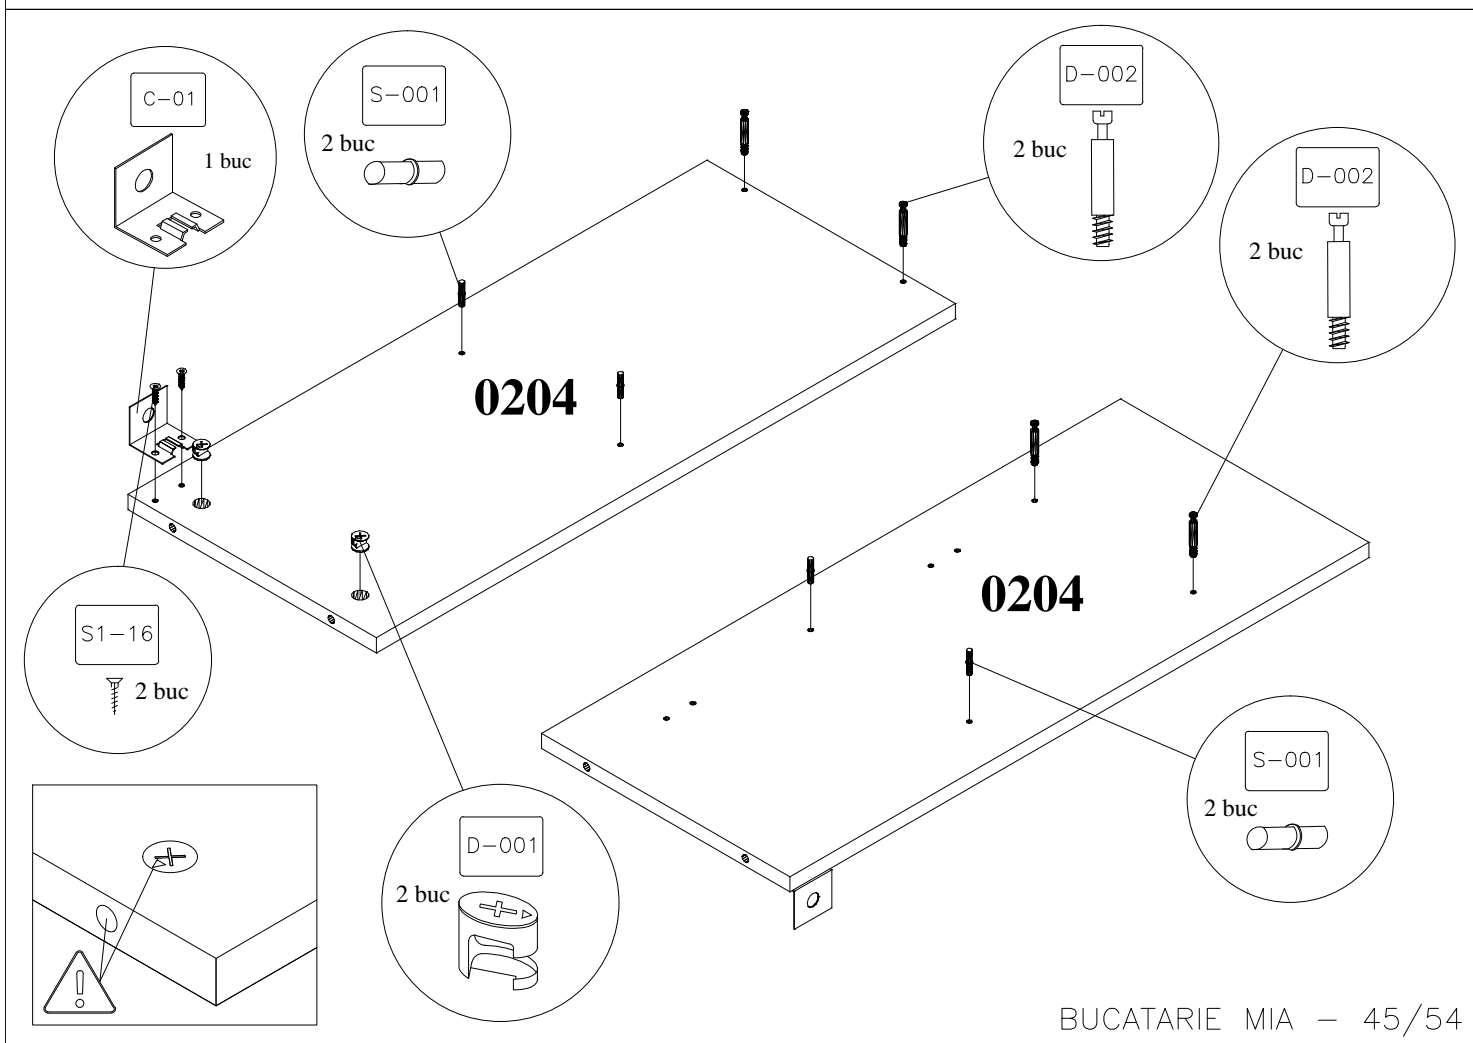 C-01
1 buc
S-001
2 buc
D-002
2 buc
D-002
2 buc
0204
0204
S1-16
2 buc
D-001
2 buc
S-001
2 buc
!
BUCATARIE MIA - 45/54